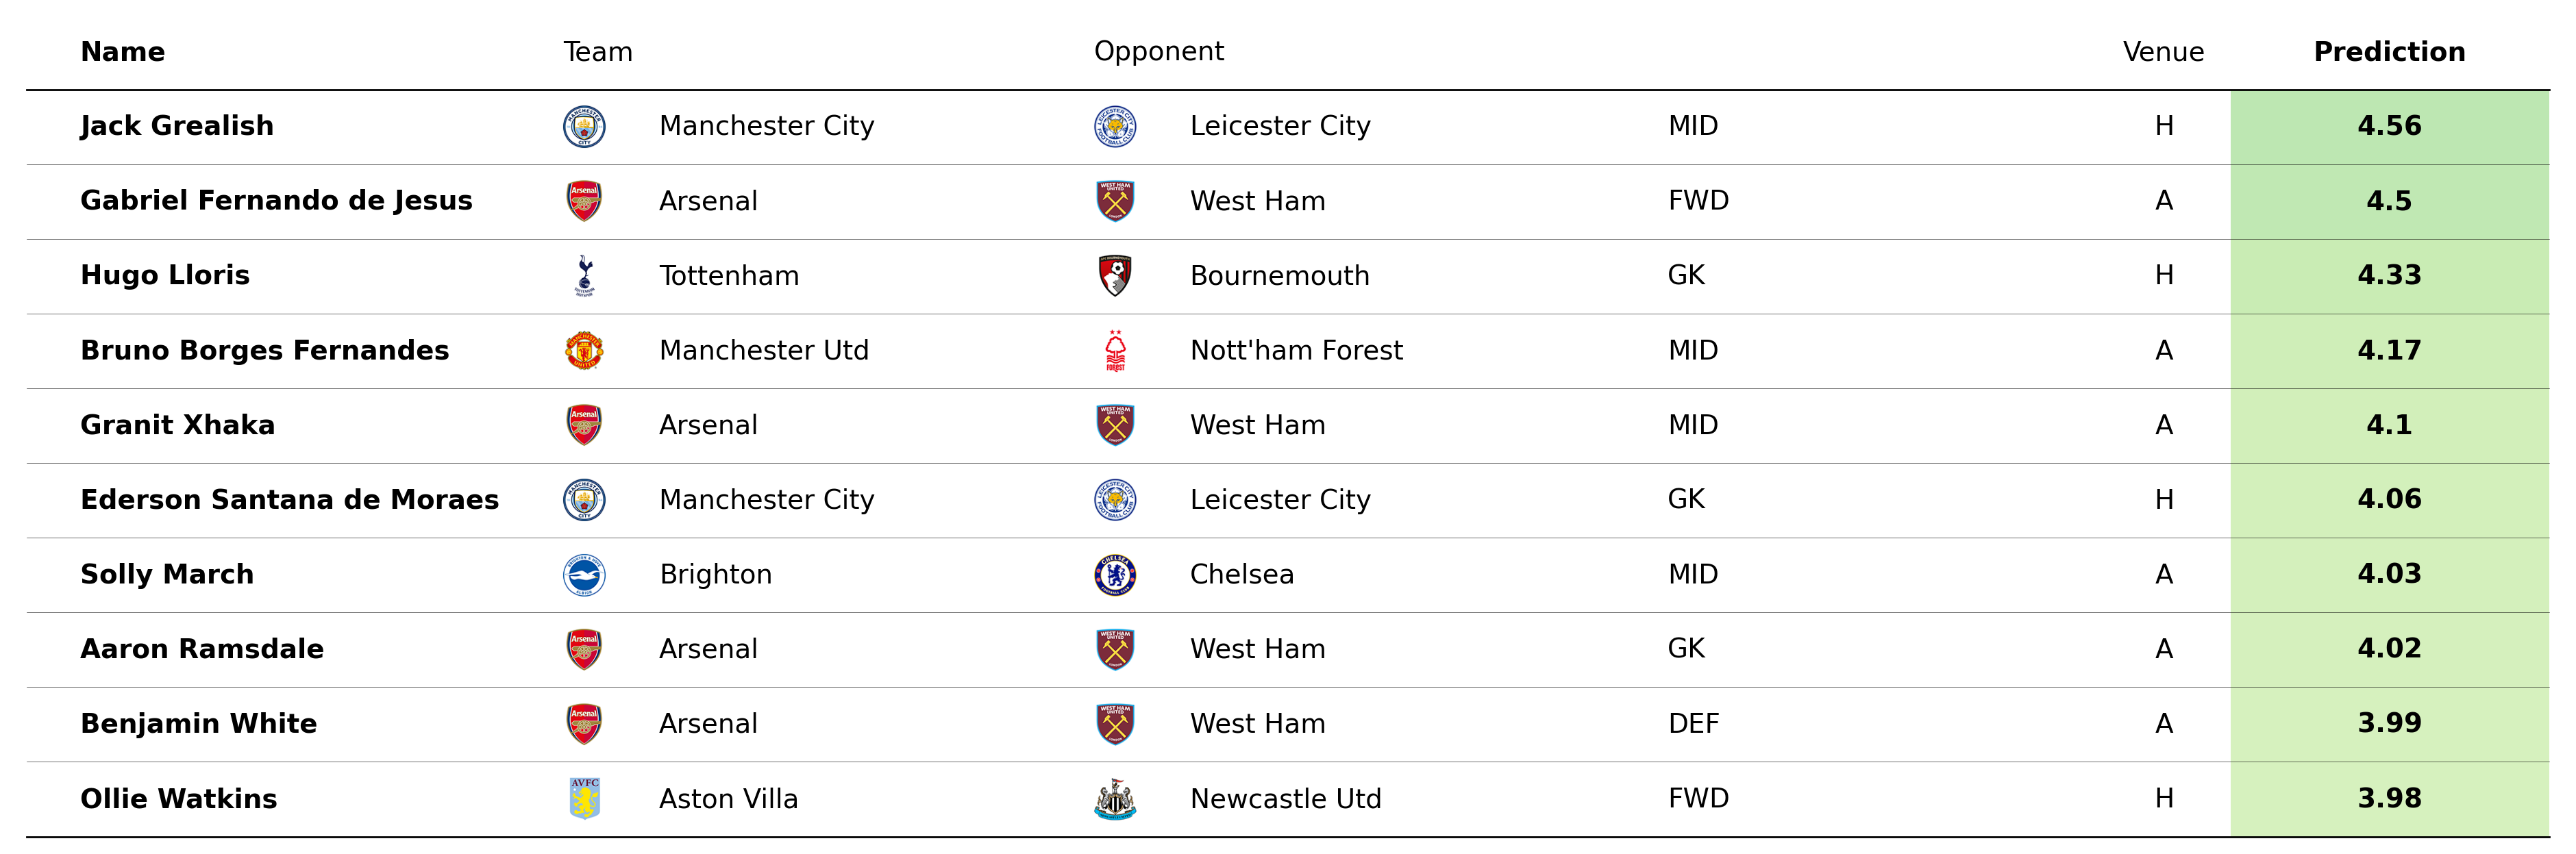 Name Team Opponent Venue Prediction
Jack Grealish Manchester City Leicester City MID H 4.56
Gabriel Fernando de Jesus Arsenal West Ham FWD A 4.5
Hugo Lloris Tottenham Bournemouth GK H 4.33
Bruno Borges Fernandes Manchester Utd Nott'ham Forest MID A 4.17
Granit Xhaka Arsenal West Ham MID A 4.1
Ederson Santana de Moraes Manchester City Leicester City GK H 4.06
Solly March Brighton Chelsea MID A 4.03
Aaron Ramsdale Arsenal West Ham GK A 4.02
Benjamin White Arsenal West Ham DEF A 3.99
Ollie Watkins Aston Villa Newcastle Utd FWD H 3.98